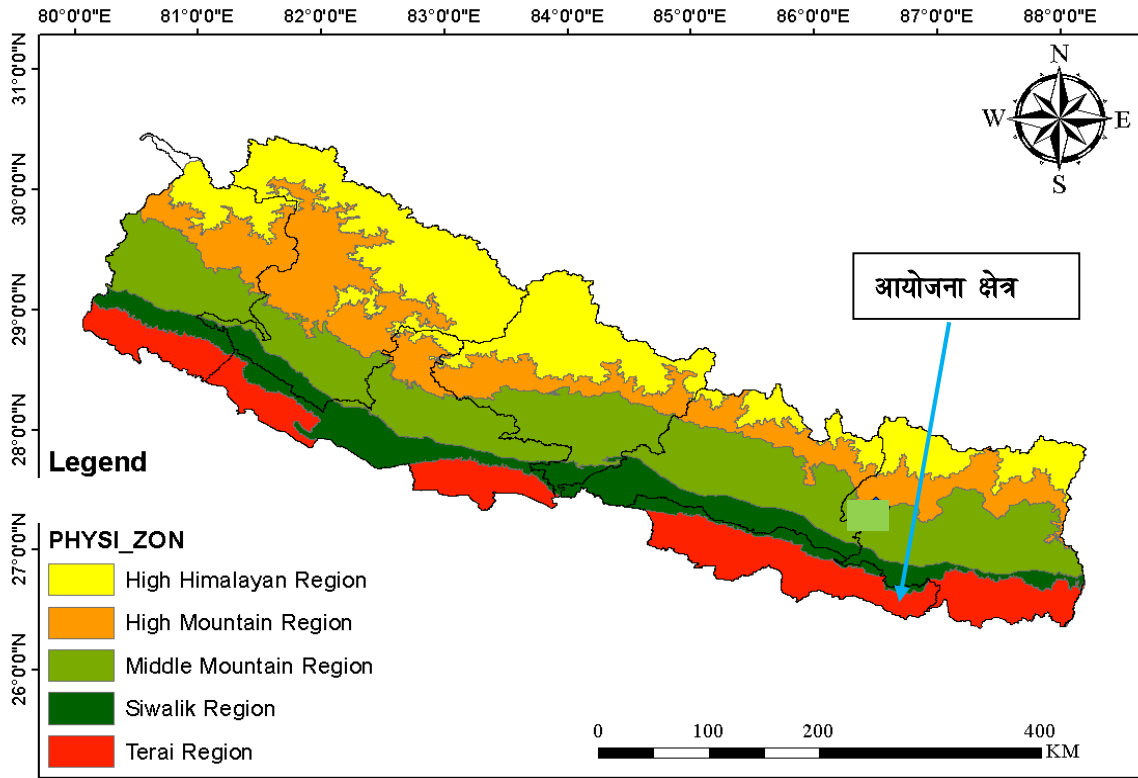 80°0'0"E 81°0'0"E 82°0'0"E 83°0'0"E 84°0'0"E 85°0'0"E 86°0'0"E 87°0'0"E 88°0'0"E
31°0'0"N
30°0'0"N
29°0'0"N
28°0'0"N
27°0'0"N
26°0'0"N
N
W E
S
आयोजना क्षेत्र
Legend
PHYSI_ZON
High Himalayan Region
High Mountain Region
Middle Mountain Region
Siwalik Region
Terai Region
0 100 200 400
KM